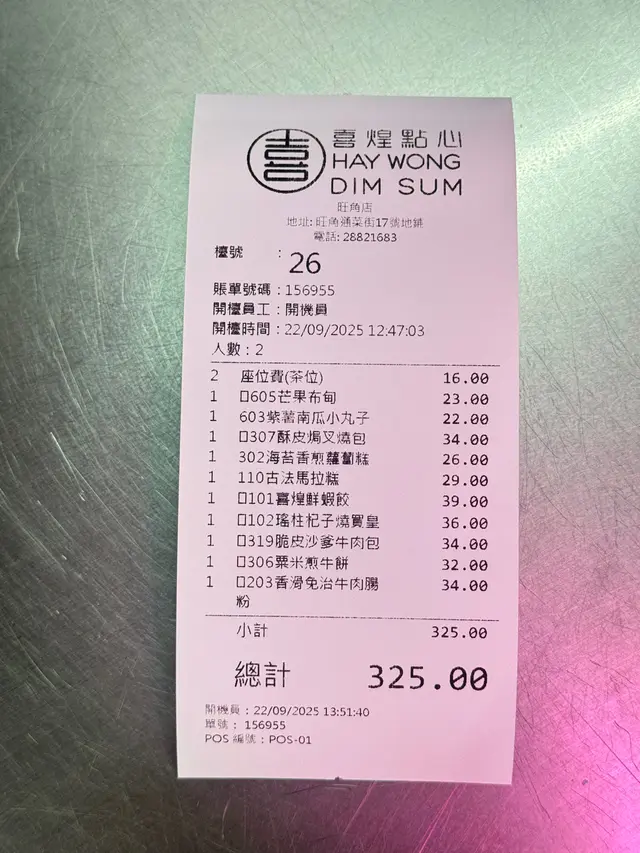 喜
喜煌點心
HAY WONG
DIM SUM
旺角店
地址: 旺角通菜街17號地鋪
電話: 28821683
檯號 : 26
賬單號碼 : 156955
開檯員工 : 開機員
開檯時間 : 22/09/2025 12:47:03
人數 : 2
2 座位費(茶位) 16.00
1 口605芒果布甸 23.00
1 603紫薯南瓜小丸子 22.00
1 口307酥皮焗叉燒包 34.00
1 302海苔香煎蘿蔔糕 26.00
1 110古法馬拉糕 29.00
1 口101喜煌鮮蝦餃 39.00
1 口102瑤柱杞子燒賣皇 36.00
1 口319脆皮沙爹牛肉包 34.00
1 口306粟米煎牛餅 32.00
1 口203香滑免治牛肉腸 34.00
粉
小計 325.00
總計 325.00
開機員 : 22/09/2025 13:51:40
單號 : 156955
POS 編號 : POS-01